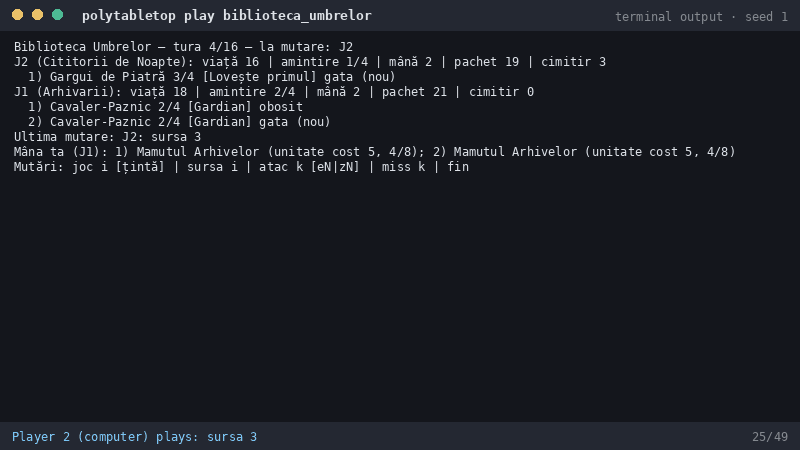 polytabletop play biblioteca_umbrelor
terminal output · seed 1
Biblioteca Umbrelor — tura 4/16 — la mutare: J2
J2 (Cititorii de Noapte): viață 16 | amintire 1/4 | mână 2 | pachet 19 | cimitir 3
1) Gargui de Piatră 3/4 [Lovește primul] gata (nou)
J1 (Arhivarii): viață 18 | amintire 2/4 | mână 2 | pachet 21 | cimitir 0
1) Cavaler-Paznic 2/4 [Gardian] obosit
2) Cavaler-Paznic 2/4 [Gardian] gata (nou)
Ultima mutare: J2: sursa 3
Mâna ta (J1): 1) Mamutul Arhivelor (unitate cost 5, 4/8); 2) Mamutul Arhivelor (unitate cost 5, 4/8)
Mutări: joc i [țintă] | sursa i | atac k [eN|zN] | miss k | fin
Player 2 (computer) plays: sursa 3
25/49